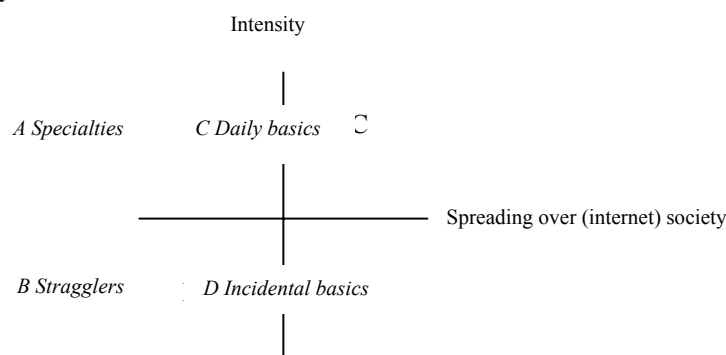 Intensity
A Specialties
C Daily basics
Spreading over (internet) society
B Stragglers
D Incidental basics